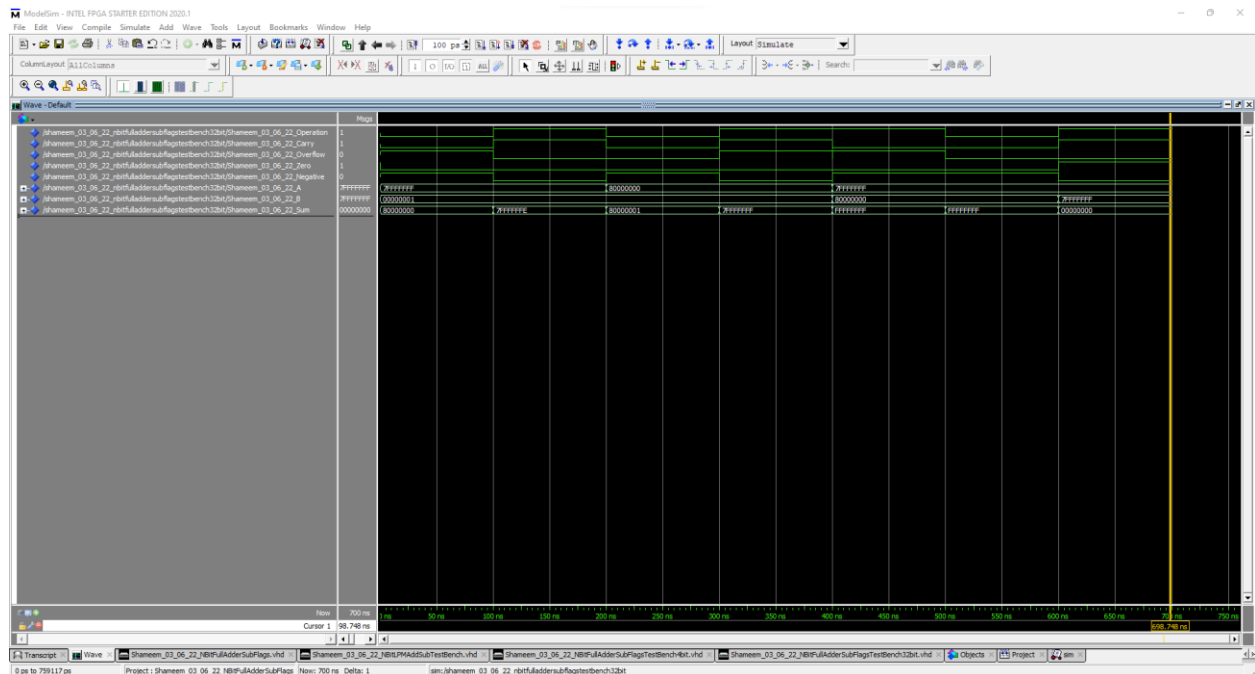 ModelSim - INTEL FPGA STARTER EDITION 2020.1
File Edit View Compile Simulate Add Wave Tools Layout Bookmarks Window Help
100 ps Layout Simulate
ColumnLayout AllColumns Search:
Wave - Default
Msgs
/shameem_03_06_22_nbitfulladdersubflagstestbench32bit/Shameem_03_06_22_Operation 1
/shameem_03_06_22_nbitfulladdersubflagstestbench32bit/Shameem_03_06_22_Carry 1
/shameem_03_06_22_nbitfulladdersubflagstestbench32bit/Shameem_03_06_22_Overflow 0
/shameem_03_06_22_nbitfulladdersubflagstestbench32bit/Shameem_03_06_22_Zero 1
/shameem_03_06_22_nbitfulladdersubflagstestbench32bit/Shameem_03_06_22_Negative 0
/shameem_03_06_22_nbitfulladdersubflagstestbench32bit/Shameem_03_06_22_A 7FFFFFFF 7FFFFFFF 80000000 7FFFFFFF
/shameem_03_06_22_nbitfulladdersubflagstestbench32bit/Shameem_03_06_22_B 7FFFFFFF 00000001 80000000 7FFFFFFF
/shameem_03_06_22_nbitfulladdersubflagstestbench32bit/Shameem_03_06_22_Sum 00000000 80000000 7FFFFFFE 80000001 7FFFFFFF FFFFFFFF FFFFFFFF 00000000
Now 700 ns ns 50 ns 100 ns 150 ns 200 ns 250 ns 300 ns 350 ns 400 ns 450 ns 500 ns 550 ns 600 ns 650 ns 750 ns
Cursor 1 98.748 ns 698.748 ns
Transcript Wave Shameem_03_06_22_NBitFullAdderSubFlags.vhd Shameem_03_06_22_NBitLPMAddSubTestBench.vhd Shameem_03_06_22_NBitFullAdderSubFlagsTestBench4bit.vhd Shameem_03_06_22_NBitFullAdderSubFlagsTestBench32bit.vhd Objects Project sim
0 ps to 759117 ps Project : Shameem_03_06_22_NBitFullAdderSubFlags Now: 700 ns Delta: 1 sim:/shameem_03_06_22_nbitfulladdersubflagstestbench32bit